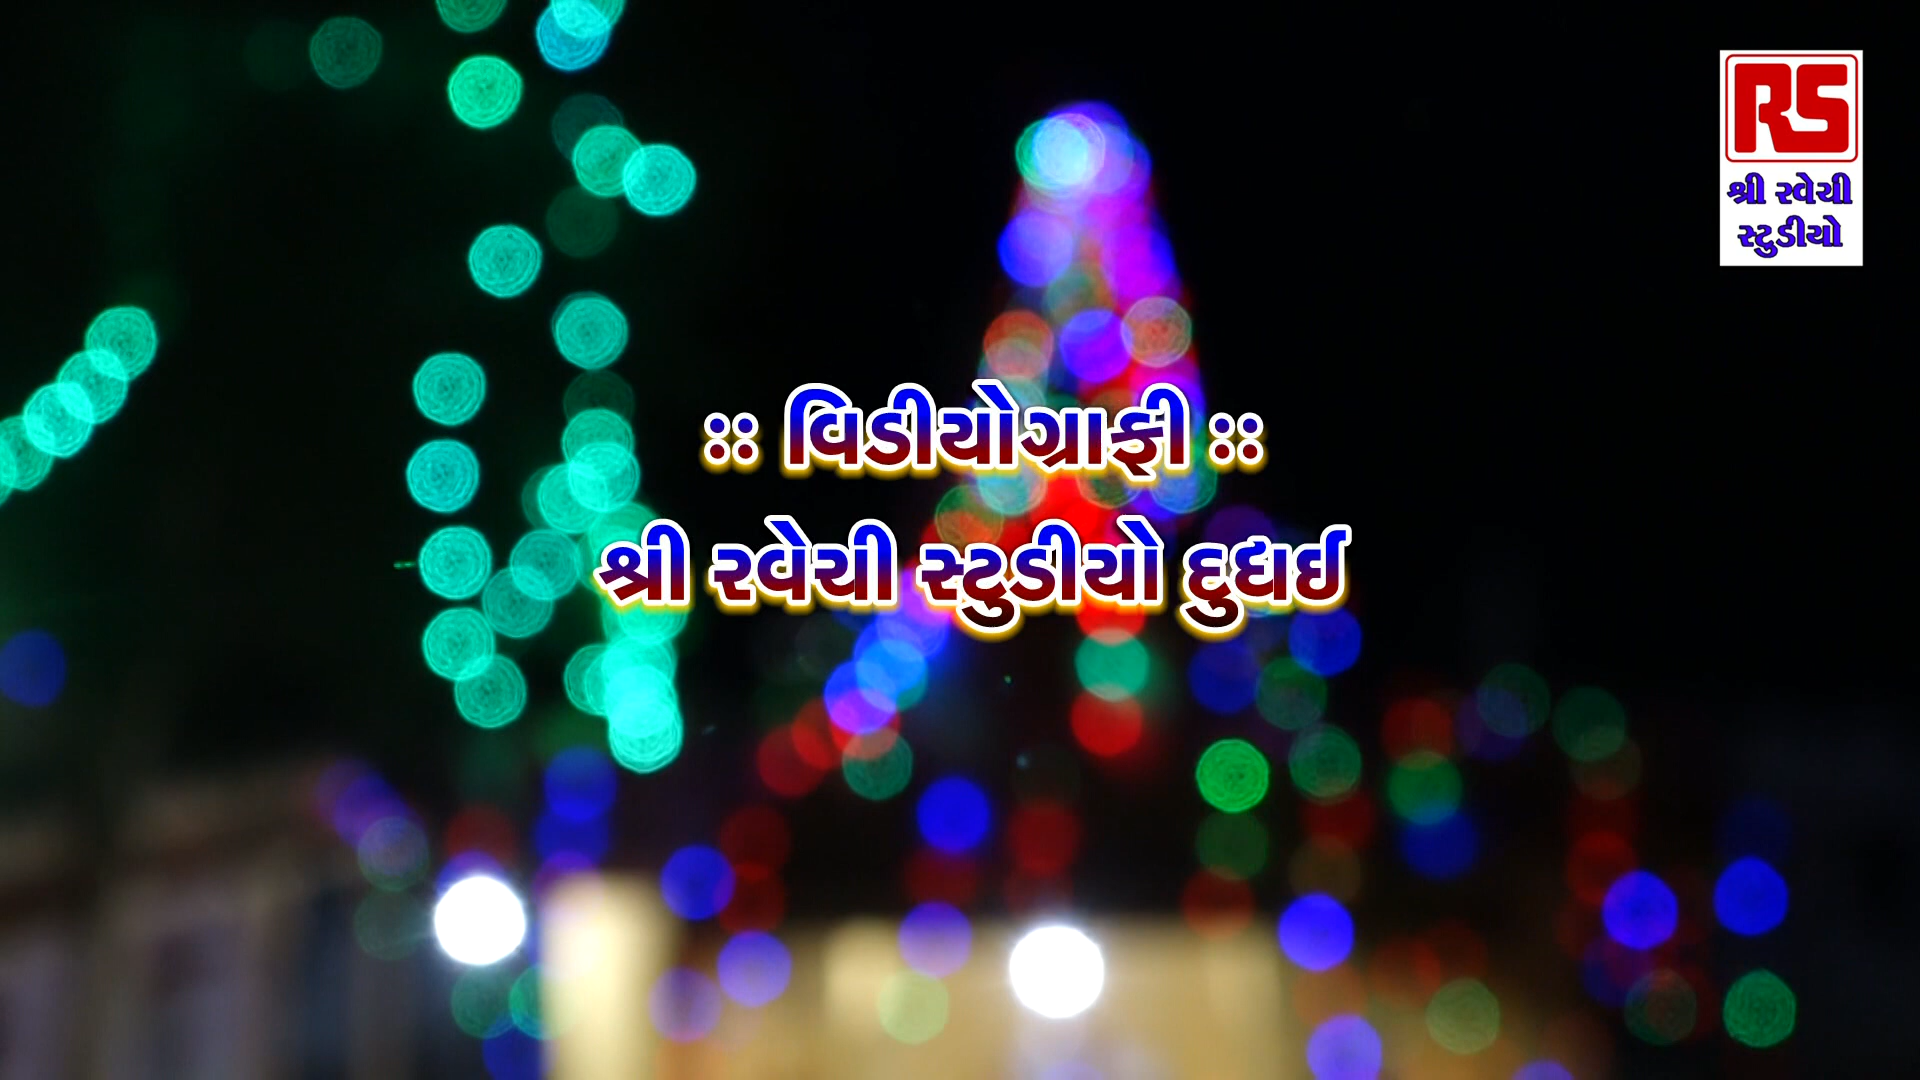 RS
શ્રી રવેચી
સ્ટુડીયો
:: વિડીયોગ્રાફી ::
શ્રી રવેચી સ્ટુડીયો દુધઈ